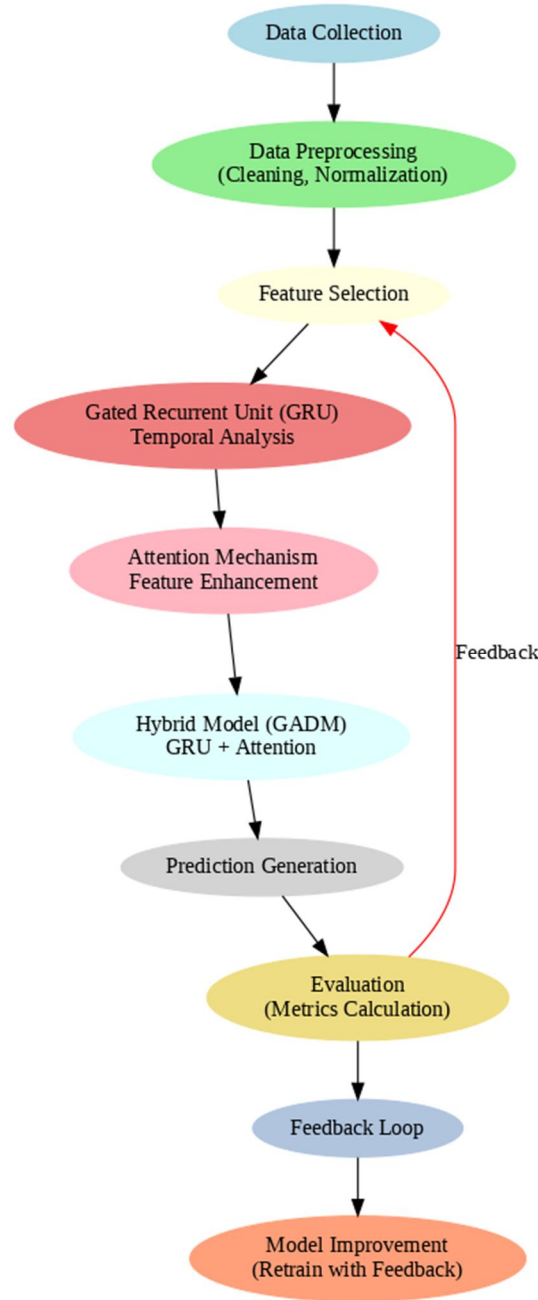 Data Collection
Data Preprocessing
(Cleaning, Normalization)
Feature Selection
Gated Recurrent Unit (GRU)
Temporal Analysis
Attention Mechanism
Feature Enhancement
Feedback
Hybrid Model (GADM)
GRU + Attention
Prediction Generation
Evaluation
(Metrics Calculation)
Feedback Loop
Model Improvement
(Retrain with Feedback)